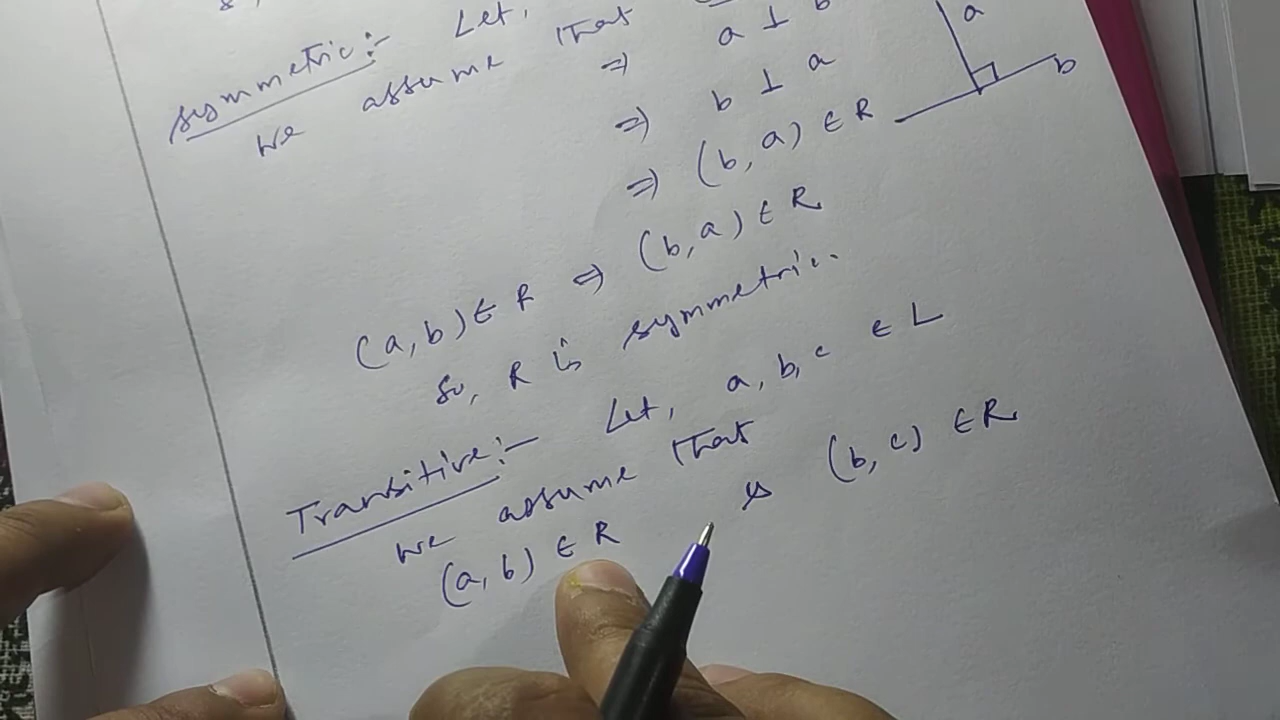 symmetric :- Let,
We assume that
⇒ a ⊥ b
⇒ b ⊥ a
⇒ (b, a) ∈ R
(a, b) ∈ R ⇒ (b, a) ∈ R
So, R is symmetric.
Transitive :- Let, a, b, c ∈ L
We assume that
(a, b) ∈ R & (b, c) ∈ R
a
b